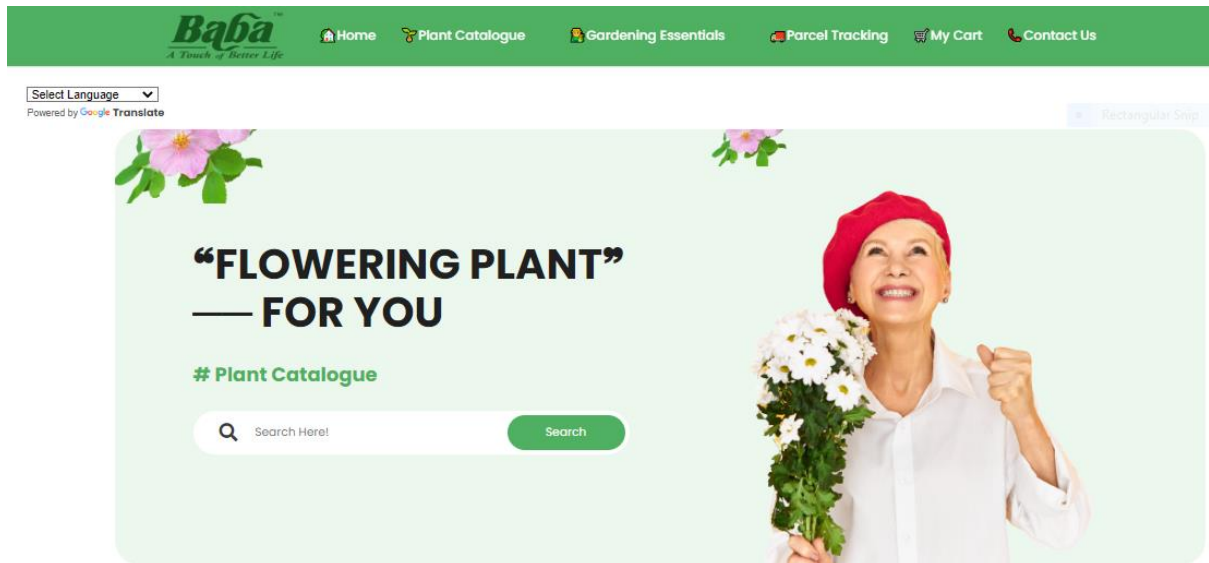 Baba™
A Touch of Better Life
Home
Plant Catalogue
Gardening Essentials
Parcel Tracking
My Cart
Contact Us
Select Language
Powered by Google Translate
Rectangular Snip
“FLOWERING PLANT”
— FOR YOU
# Plant Catalogue
Search Here!
Search